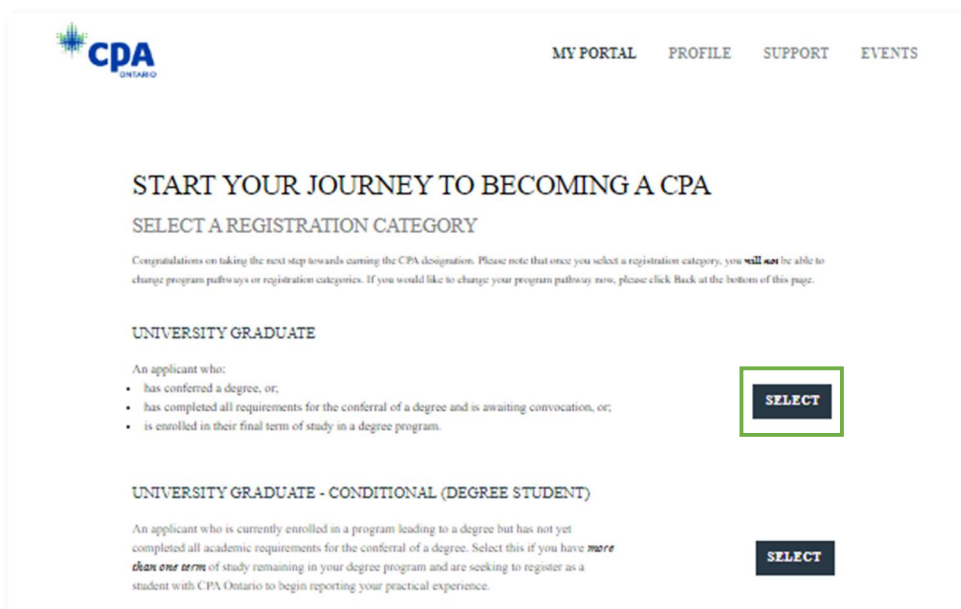 CPA
ONTARIO
MY PORTAL PROFILE SUPPORT EVENTS
START YOUR JOURNEY TO BECOMING A CPA
SELECT A REGISTRATION CATEGORY
Congratulations on taking the next step towards earning the CPA designation. Please note that once you select a registration category, you will not be able to
change program pathways or registration categories. If you would like to change your program pathway now, please click Back at the bottom of this page.
UNIVERSITY GRADUATE
An applicant who:
• has conferred a degree, or;
• has completed all requirements for the conferral of a degree and is awaiting convocation, or;
• is enrolled in their final term of study in a degree program.
SELECT
UNIVERSITY GRADUATE - CONDITIONAL (DEGREE STUDENT)
An applicant who is currently enrolled in a program leading to a degree but has not yet
completed all academic requirements for the conferral of a degree. Select this if you have more
than one term of study remaining in your degree program and are seeking to register as a
student with CPA Ontario to begin reporting your practical experience.
SELECT